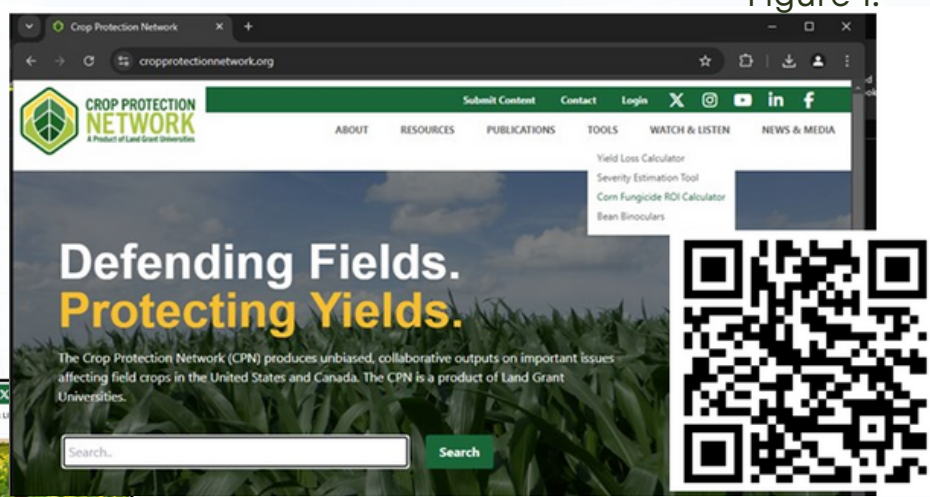 Figure 1.
Crop Protection Network
cropprotectionnetwork.org
Submit Content Contact Login
CROP PROTECTION
NETWORK
A Product of Land Grant Universities
ABOUT RESOURCES PUBLICATIONS TOOLS WATCH & LISTEN NEWS & MEDIA
Yield Loss Calculator
Severity Estimation Tool
Corn Fungicide ROI Calculator
Bean Binoculars
Defending Fields.
Protecting Yields.
The Crop Protection Network (CPN) produces unbiased, collaborative outputs on important issues
affecting field crops in the United States and Canada. The CPN is a product of Land Grant
Universities.
Search..
Search